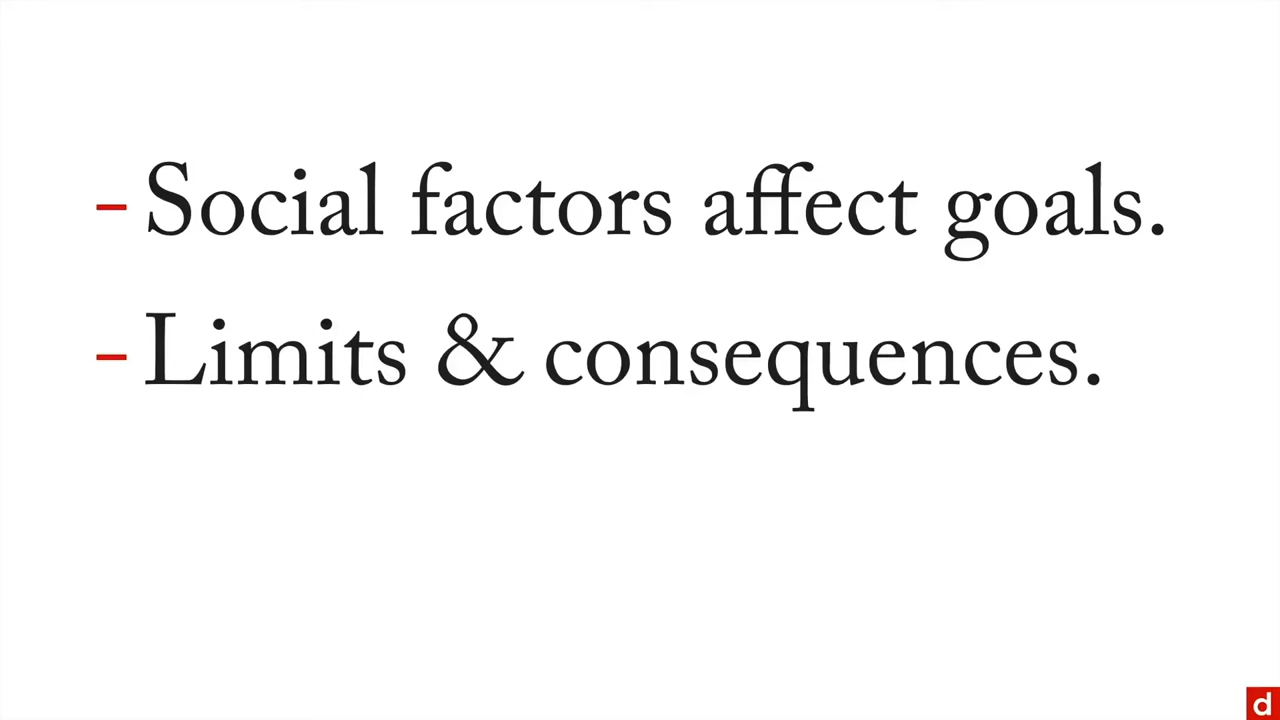 - Social factors affect goals.
- Limits & consequences.
d